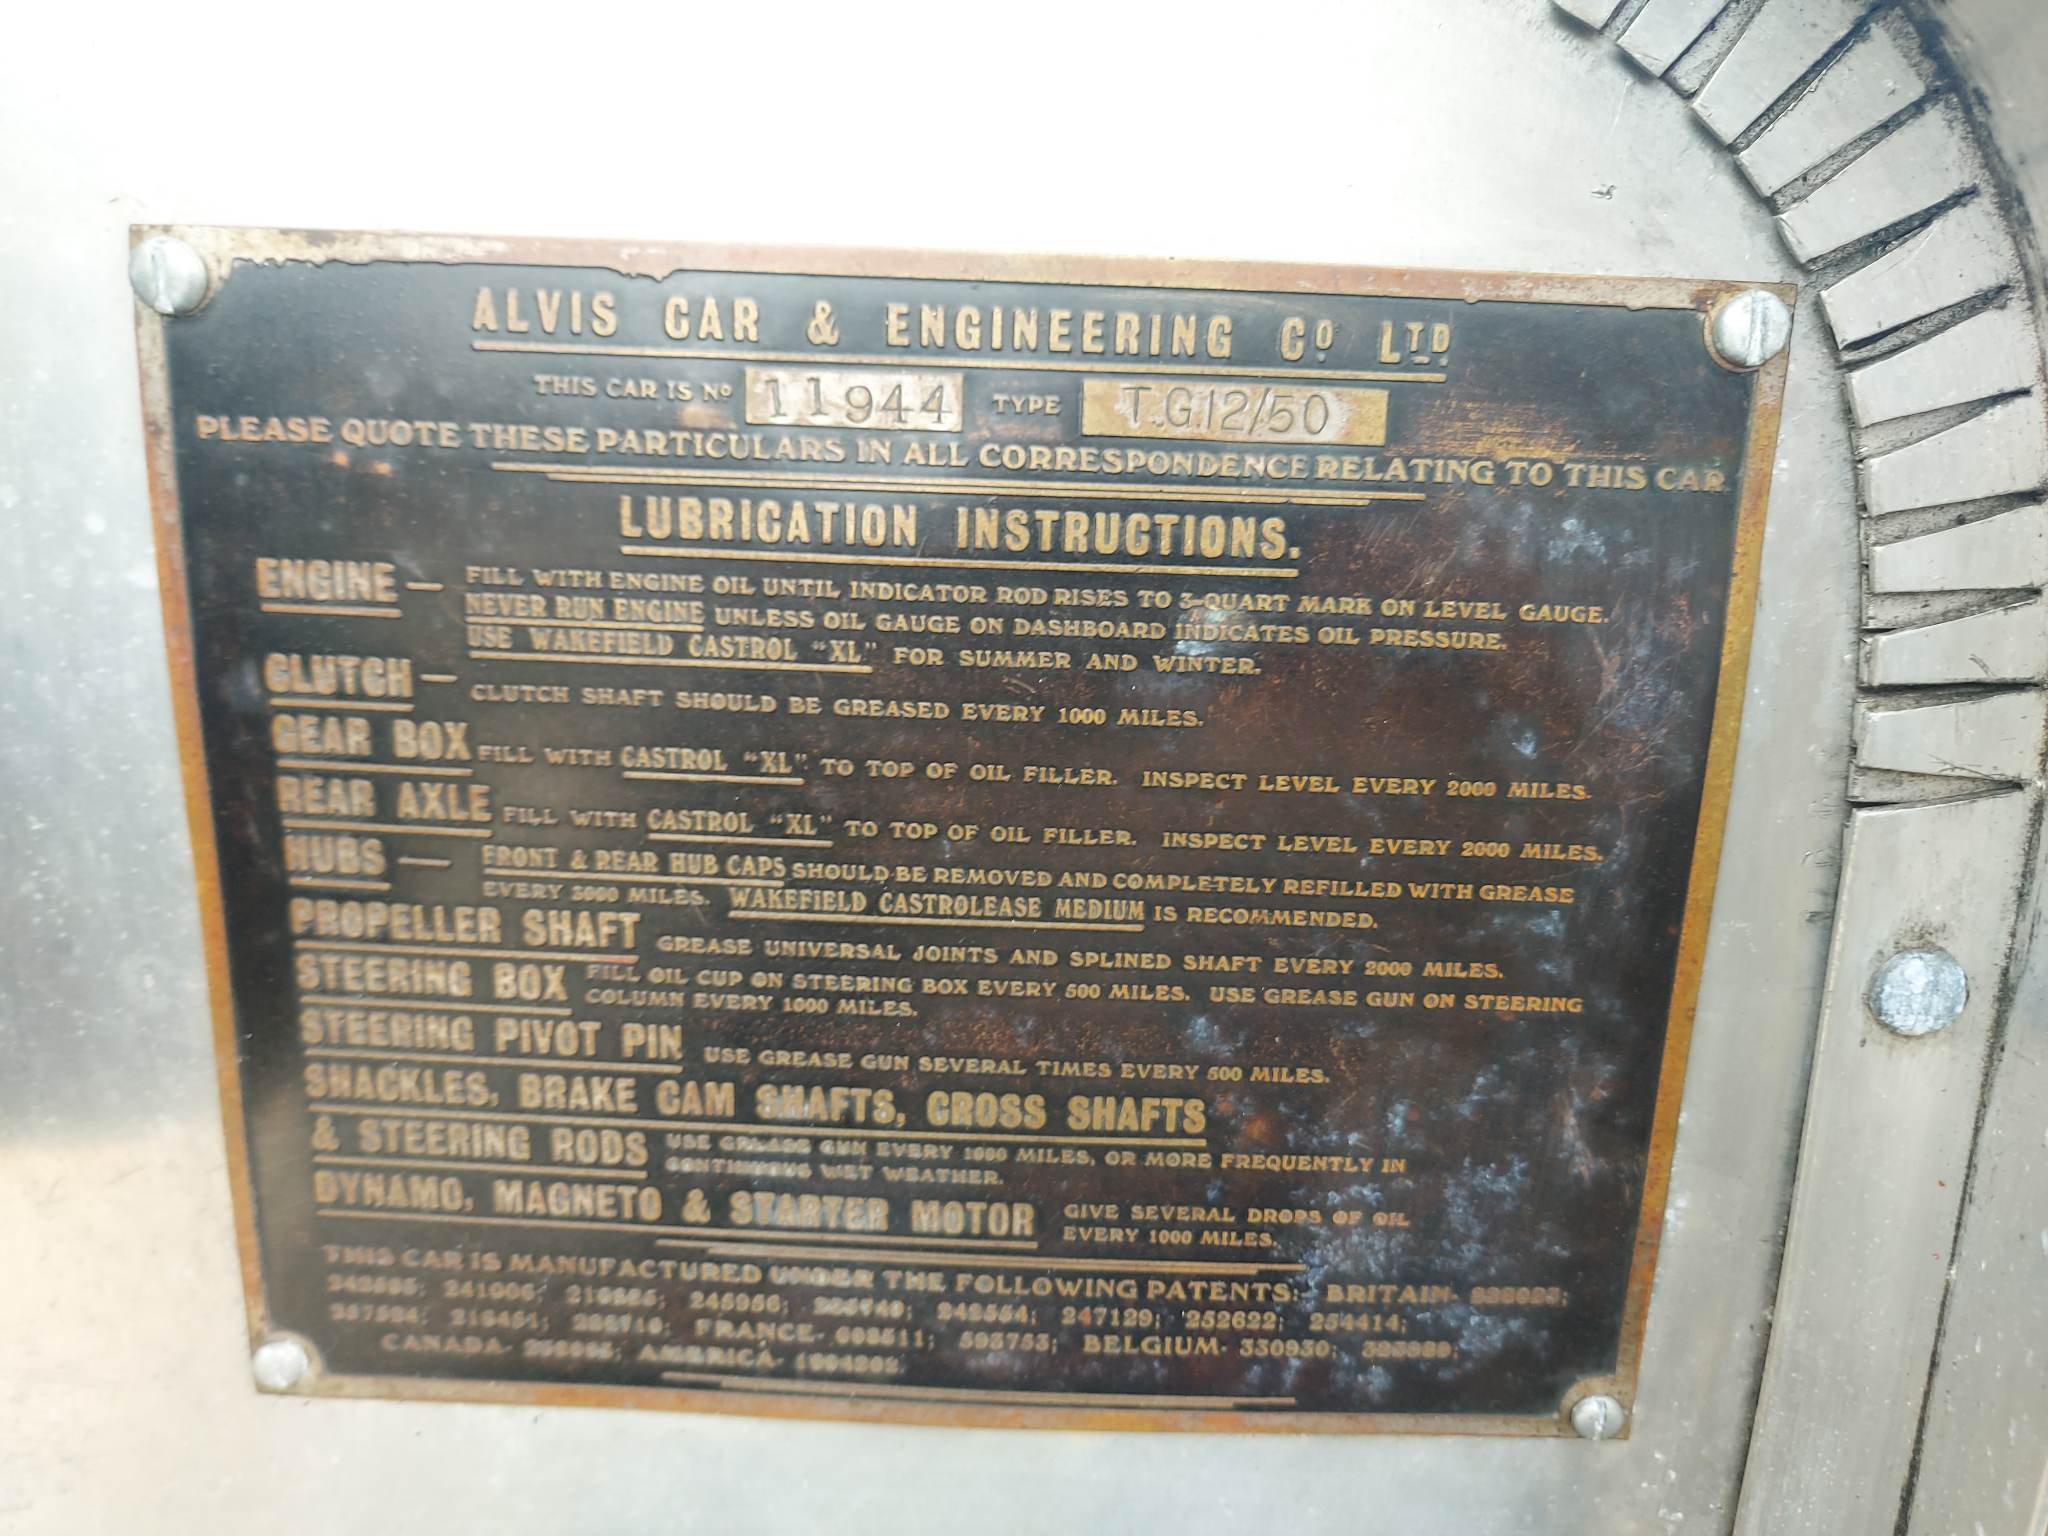 ALVIS CAR & ENGINEERING Co. LTD.
THIS CAR IS No 11944 TYPE T.G.12/50
PLEASE QUOTE THESE PARTICULARS IN ALL CORRESPONDENCE RELATING TO THIS CAR
LUBRICATION INSTRUCTIONS.
ENGINE — FILL WITH ENGINE OIL UNTIL INDICATOR ROD RISES TO 3-QUART MARK ON LEVEL GAUGE.
NEVER RUN ENGINE UNLESS OIL GAUGE ON DASHBOARD INDICATES OIL PRESSURE.
USE WAKEFIELD CASTROL "XL" FOR SUMMER AND WINTER.
CLUTCH — CLUTCH SHAFT SHOULD BE GREASED EVERY 1000 MILES.
GEAR BOX FILL WITH CASTROL "XL" TO TOP OF OIL FILLER. INSPECT LEVEL EVERY 2000 MILES.
REAR AXLE FILL WITH CASTROL "XL" TO TOP OF OIL FILLER. INSPECT LEVEL EVERY 2000 MILES.
HUBS — FRONT & REAR HUB CAPS SHOULD BE REMOVED AND COMPLETELY REFILLED WITH GREASE
EVERY 3000 MILES. WAKEFIELD CASTROLEASE MEDIUM IS RECOMMENDED.
PROPELLER SHAFT GREASE UNIVERSAL JOINTS AND SPLINED SHAFT EVERY 2000 MILES.
STEERING BOX FILL OIL CUP ON STEERING BOX EVERY 500 MILES. USE GREASE GUN ON STEERING
COLUMN EVERY 1000 MILES.
STEERING PIVOT PIN USE GREASE GUN SEVERAL TIMES EVERY 500 MILES.
SHACKLES, BRAKE CAM SHAFTS, CROSS SHAFTS
& STEERING RODS USE GREASE GUN EVERY 1000 MILES, OR MORE FREQUENTLY IN
CONTINUOUS WET WEATHER.
DYNAMO, MAGNETO & STARTER MOTOR GIVE SEVERAL DROPS OF OIL
EVERY 1000 MILES.
THIS CAR IS MANUFACTURED UNDER THE FOLLOWING PATENTS:- BRITAIN-
241006; 245956; 242554; 247129; 252622; 254414;
FRANCE- 593753; BELGIUM- 330930;
CANADA- AMERICA-